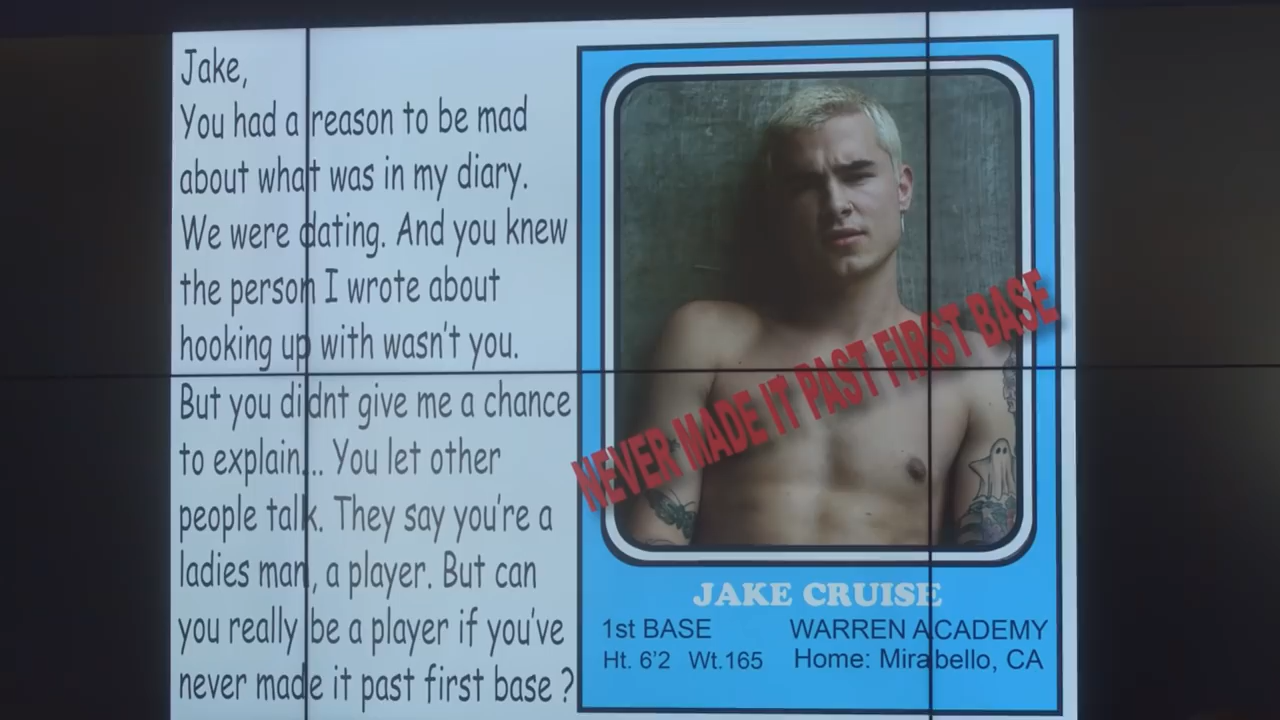 Jake,
You had a reason to be mad
about what was in my diary.
We were dating. And you knew
the person I wrote about
hooking up with wasn't you.
But you didnt give me a chance
to explain... You let other
people talk. They say you're a
ladies man, a player. But can
you really be a player if you've
never made it past first base ?
NEVER MADE IT PAST FIRST BASE
JAKE CRUISE
1st BASE WARREN ACADEMY
Ht. 6'2 Wt.165 Home: Mirabello, CA